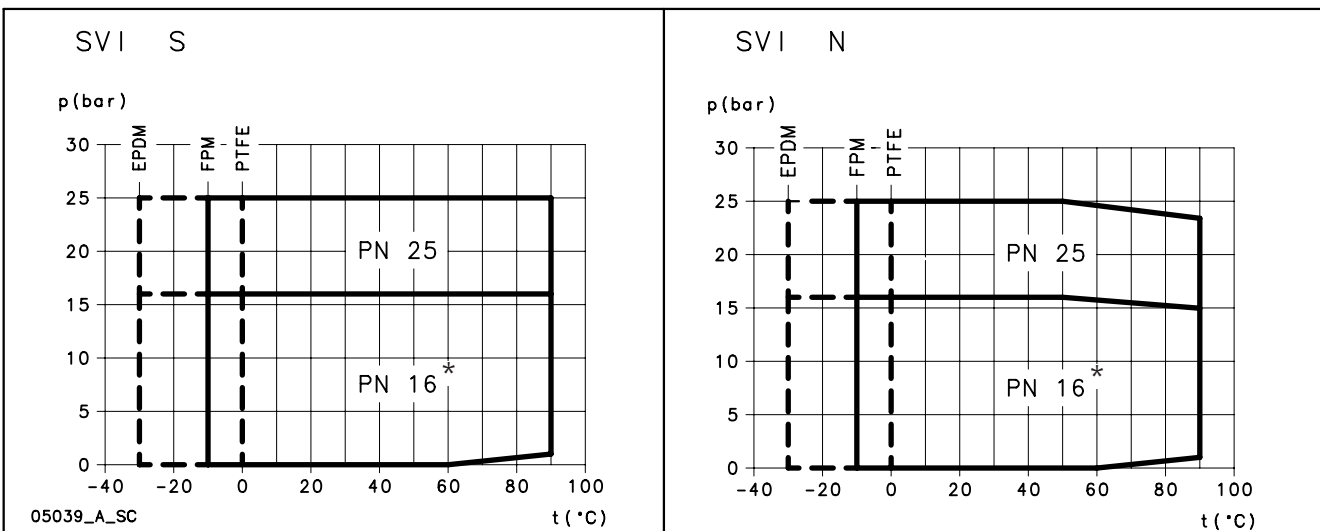 SVI S
p(bar)
EPDM
FPM
PTFE
30
25
20
15
10
5
0
PN 25
PN 16*
-40 -20 0 20 40 60 80 100
t(°C)
05039_A_SC
SVI N
p(bar)
EPDM
FPM
PTFE
30
25
20
15
10
5
0
PN 25
PN 16*
-40 -20 0 20 40 60 80 100
t(°C)